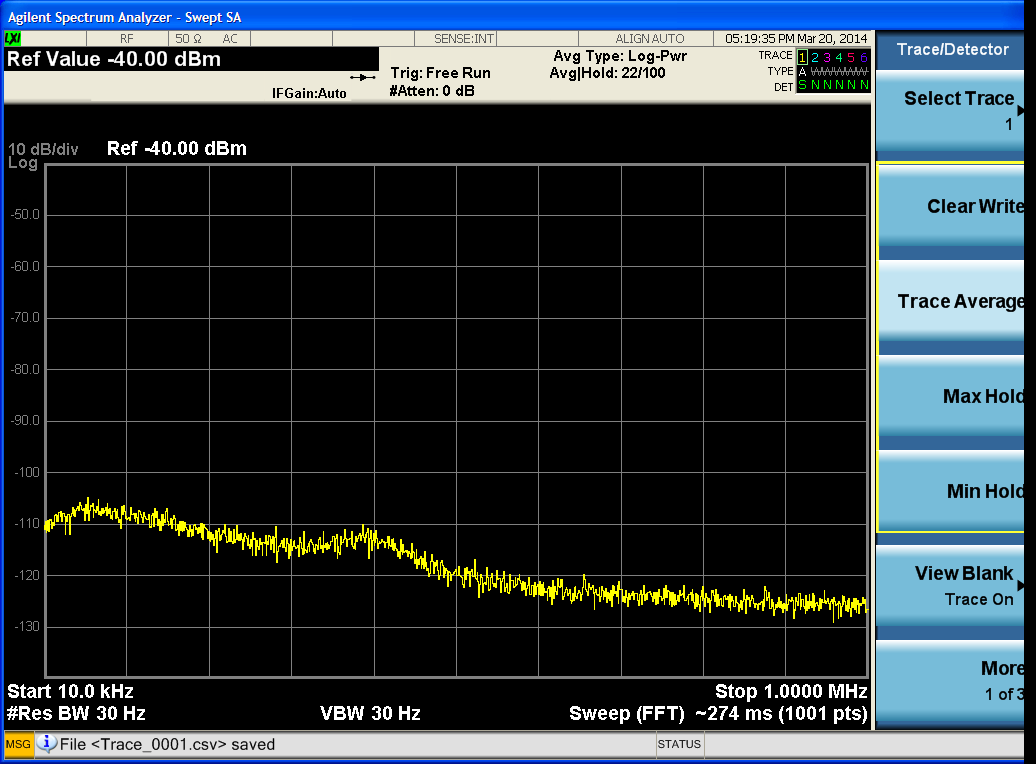 Agilent Spectrum Analyzer - Swept SA
LXI RF 50 Ω AC SENSE:INT ALIGN AUTO 05:19:35 PM Mar 20, 2014
Ref Value -40.00 dBm
IFGain:Auto
Trig: Free Run
#Atten: 0 dB
Avg Type: Log-Pwr
Avg|Hold: 22/100
TRACE 1 2 3 4 5 6
TYPE A WWWWW
DET S N N N N N
10 dB/div Ref -40.00 dBm
Log
-50.0
-60.0
-70.0
-80.0
-90.0
-100
-110
-120
-130
Start 10.0 kHz Stop 1.0000 MHz
#Res BW 30 Hz VBW 30 Hz Sweep (FFT) ~274 ms (1001 pts)
MSG File <Trace_0001.csv> saved STATUS
Trace/Detector
Select Trace
1
Clear Write
Trace Average
Max Hold
Min Hold
View Blank
Trace On
More
1 of 3